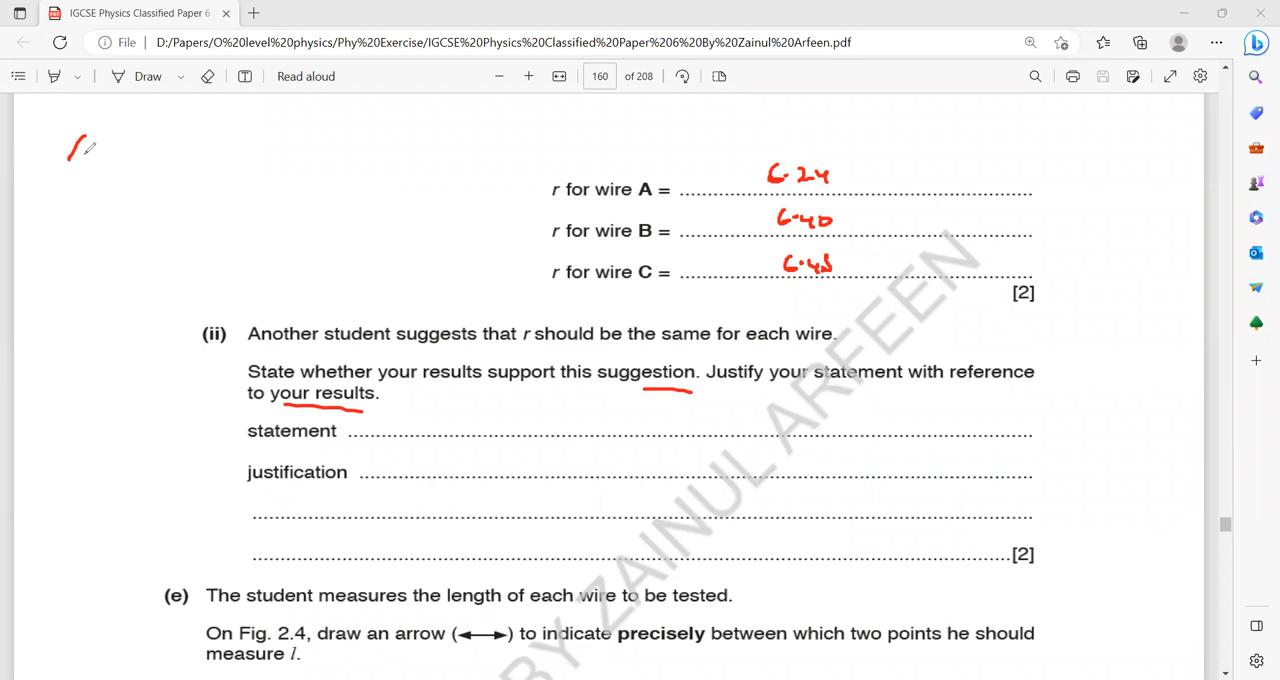 IGCSE Physics Classified Paper 6
File D:/Papers/O%20level%20physics/Phy%20Exercise/IGCSE%20Physics%20Classified%20Paper%206%20By%20Zainul%20Arfeen.pdf
Draw Read aloud 160 of 208
r for wire A = 6.24
r for wire B = 6.40
r for wire C = 6.48
[2]
(ii) Another student suggests that r should be the same for each wire.
State whether your results support this suggestion. Justify your statement with reference
to your results.
statement
justification
[2]
(e) The student measures the length of each wire to be tested.
On Fig. 2.4, draw an arrow (⟷) to indicate precisely between which two points he should
measure l.
BY ZAINUL ARFEEN